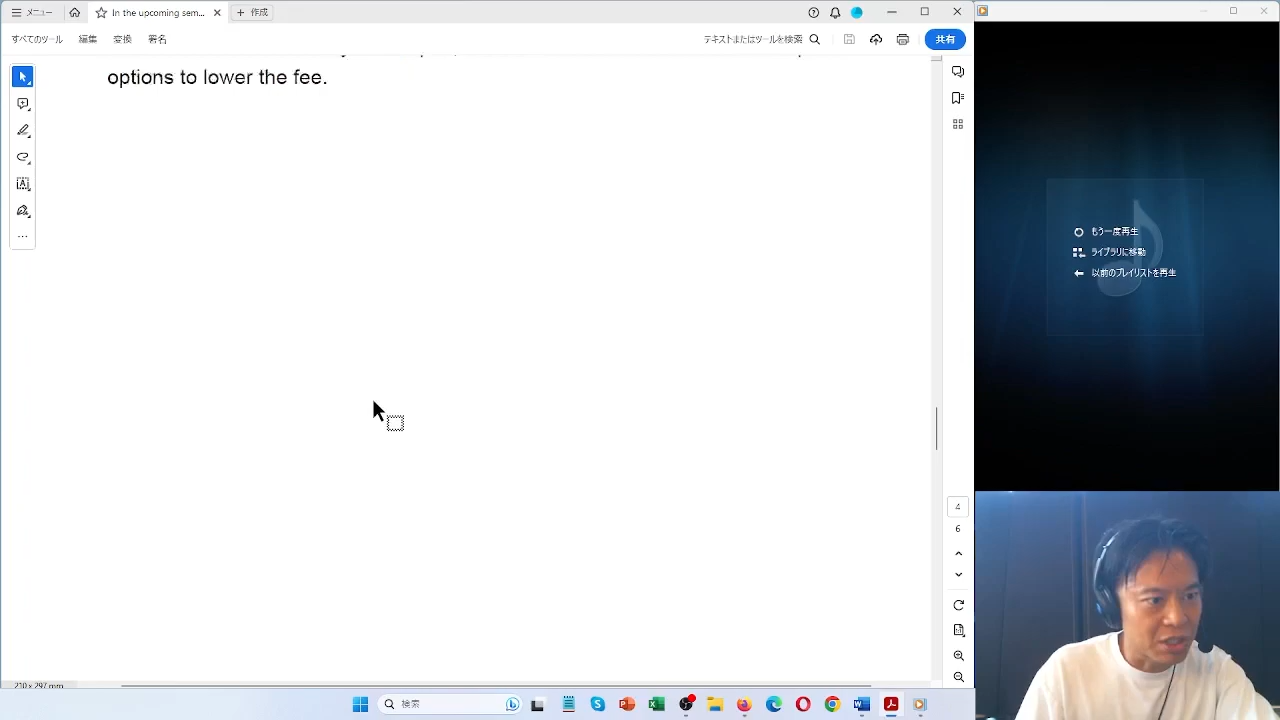 メニュー
In the upcoming sem...
作成
すべてのツール
編集
変換
署名
テキストまたはツールを検索
共有
options to lower the fee.
もう一度再生
ライブラリに移動
以前のプレイリストを再生
4
6
210 x 297 mm
検索